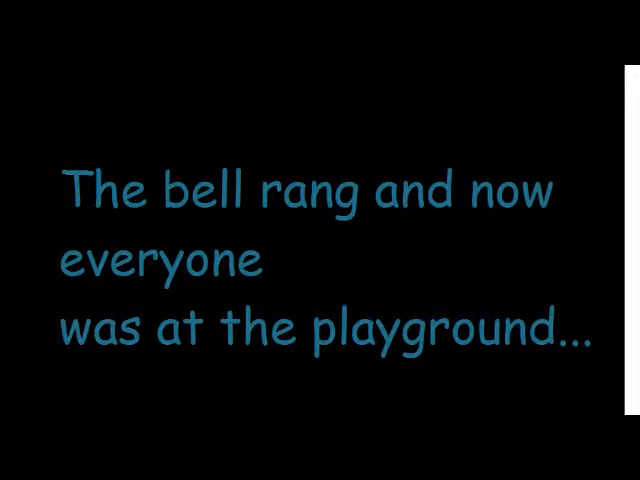 The bell rang and now
everyone
was at the playground...